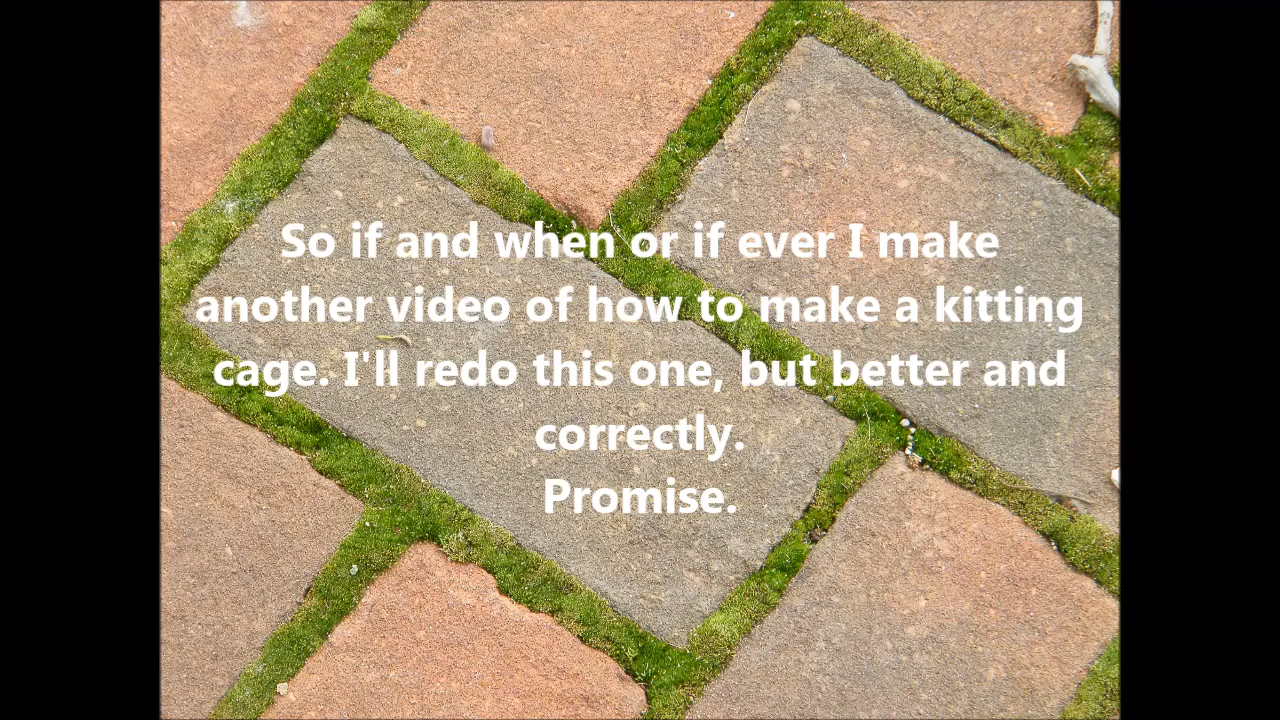 So if and when or if ever I make
another video of how to make a kitting
cage. I'll redo this one, but better and
correctly.
Promise.